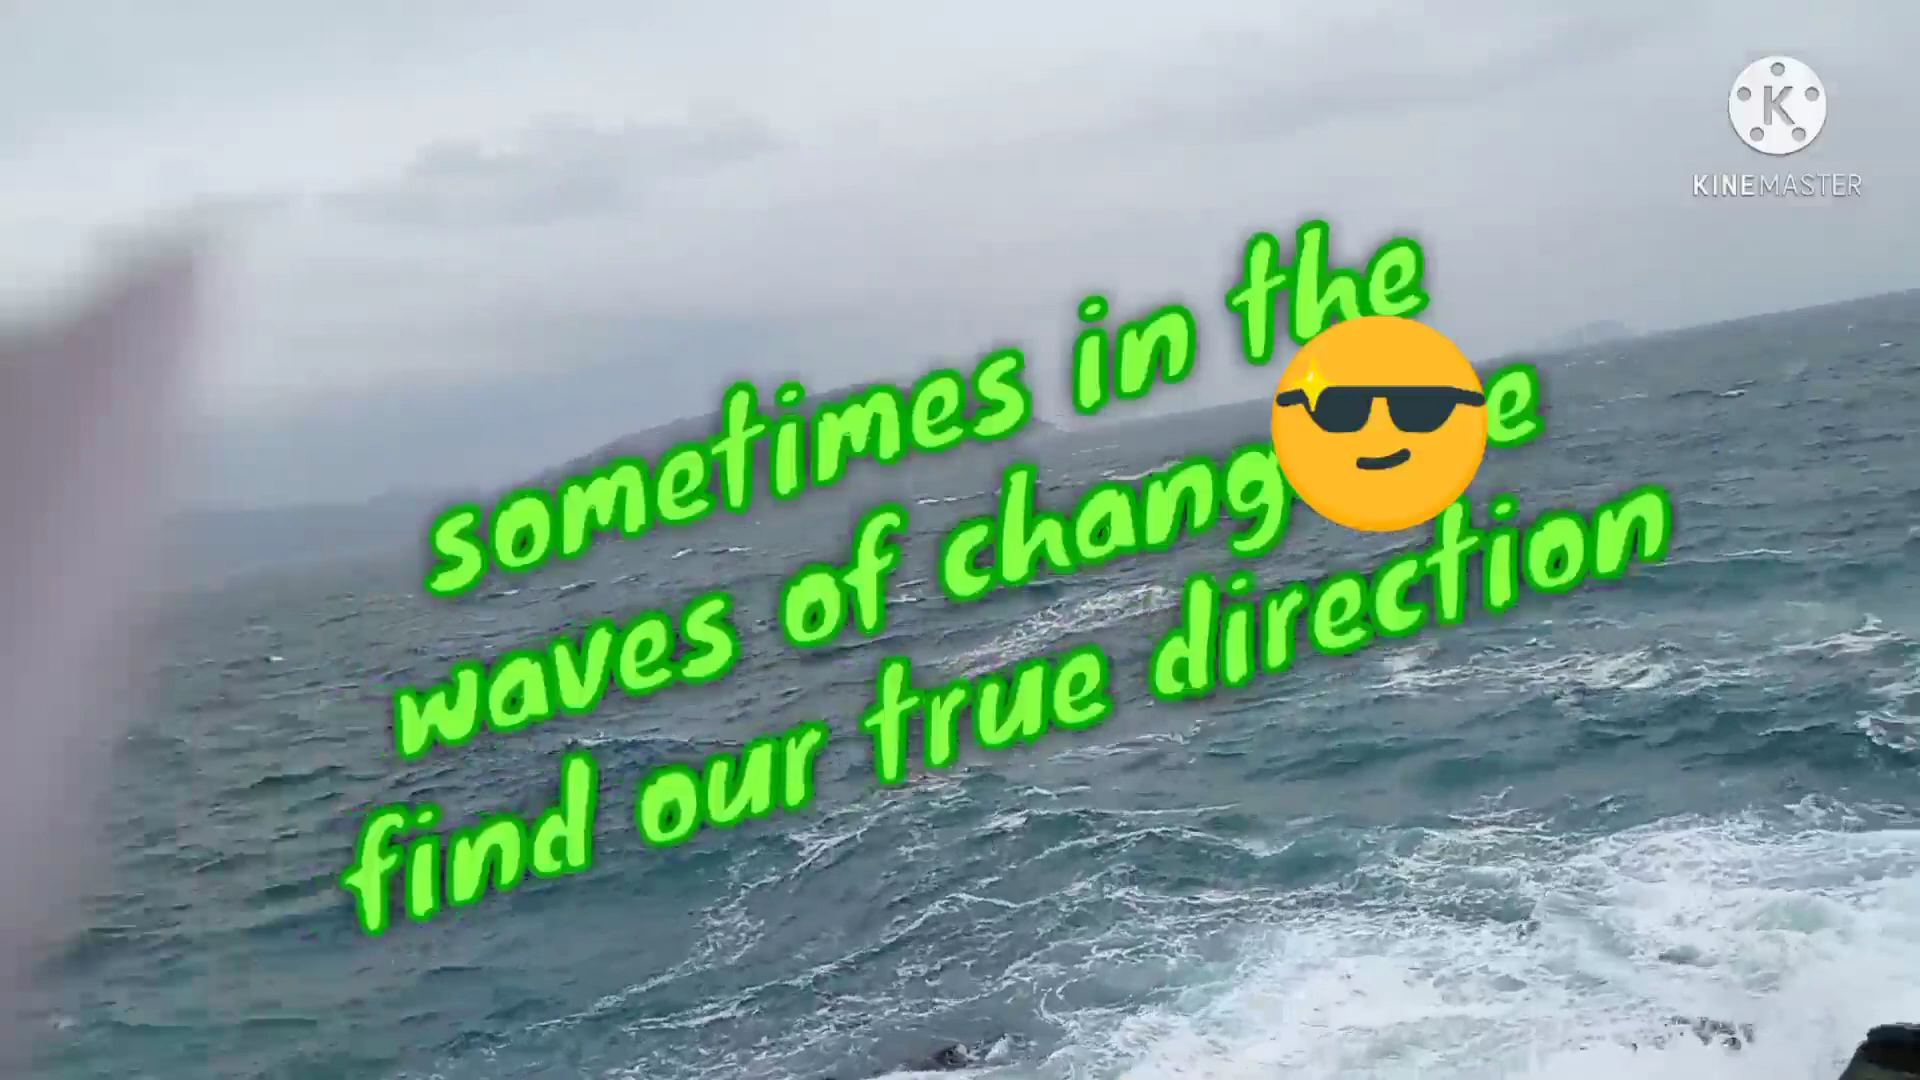 KINEMASTER
sometimes in the
waves of chang e
find our true direction